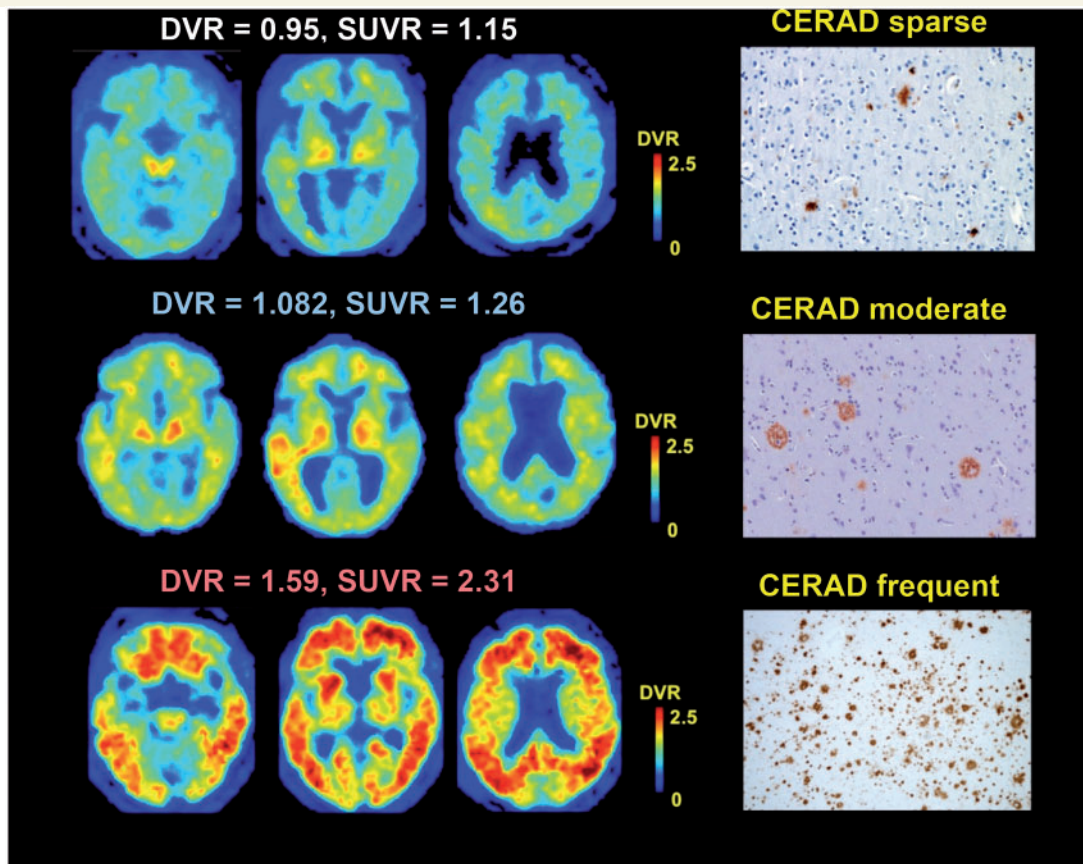 DVR = 0.95, SUVR = 1.15
CERAD sparse
DVR
2.5
0
DVR = 1.082, SUVR = 1.26
CERAD moderate
DVR
2.5
0
DVR = 1.59, SUVR = 2.31
CERAD frequent
DVR
2.5
0